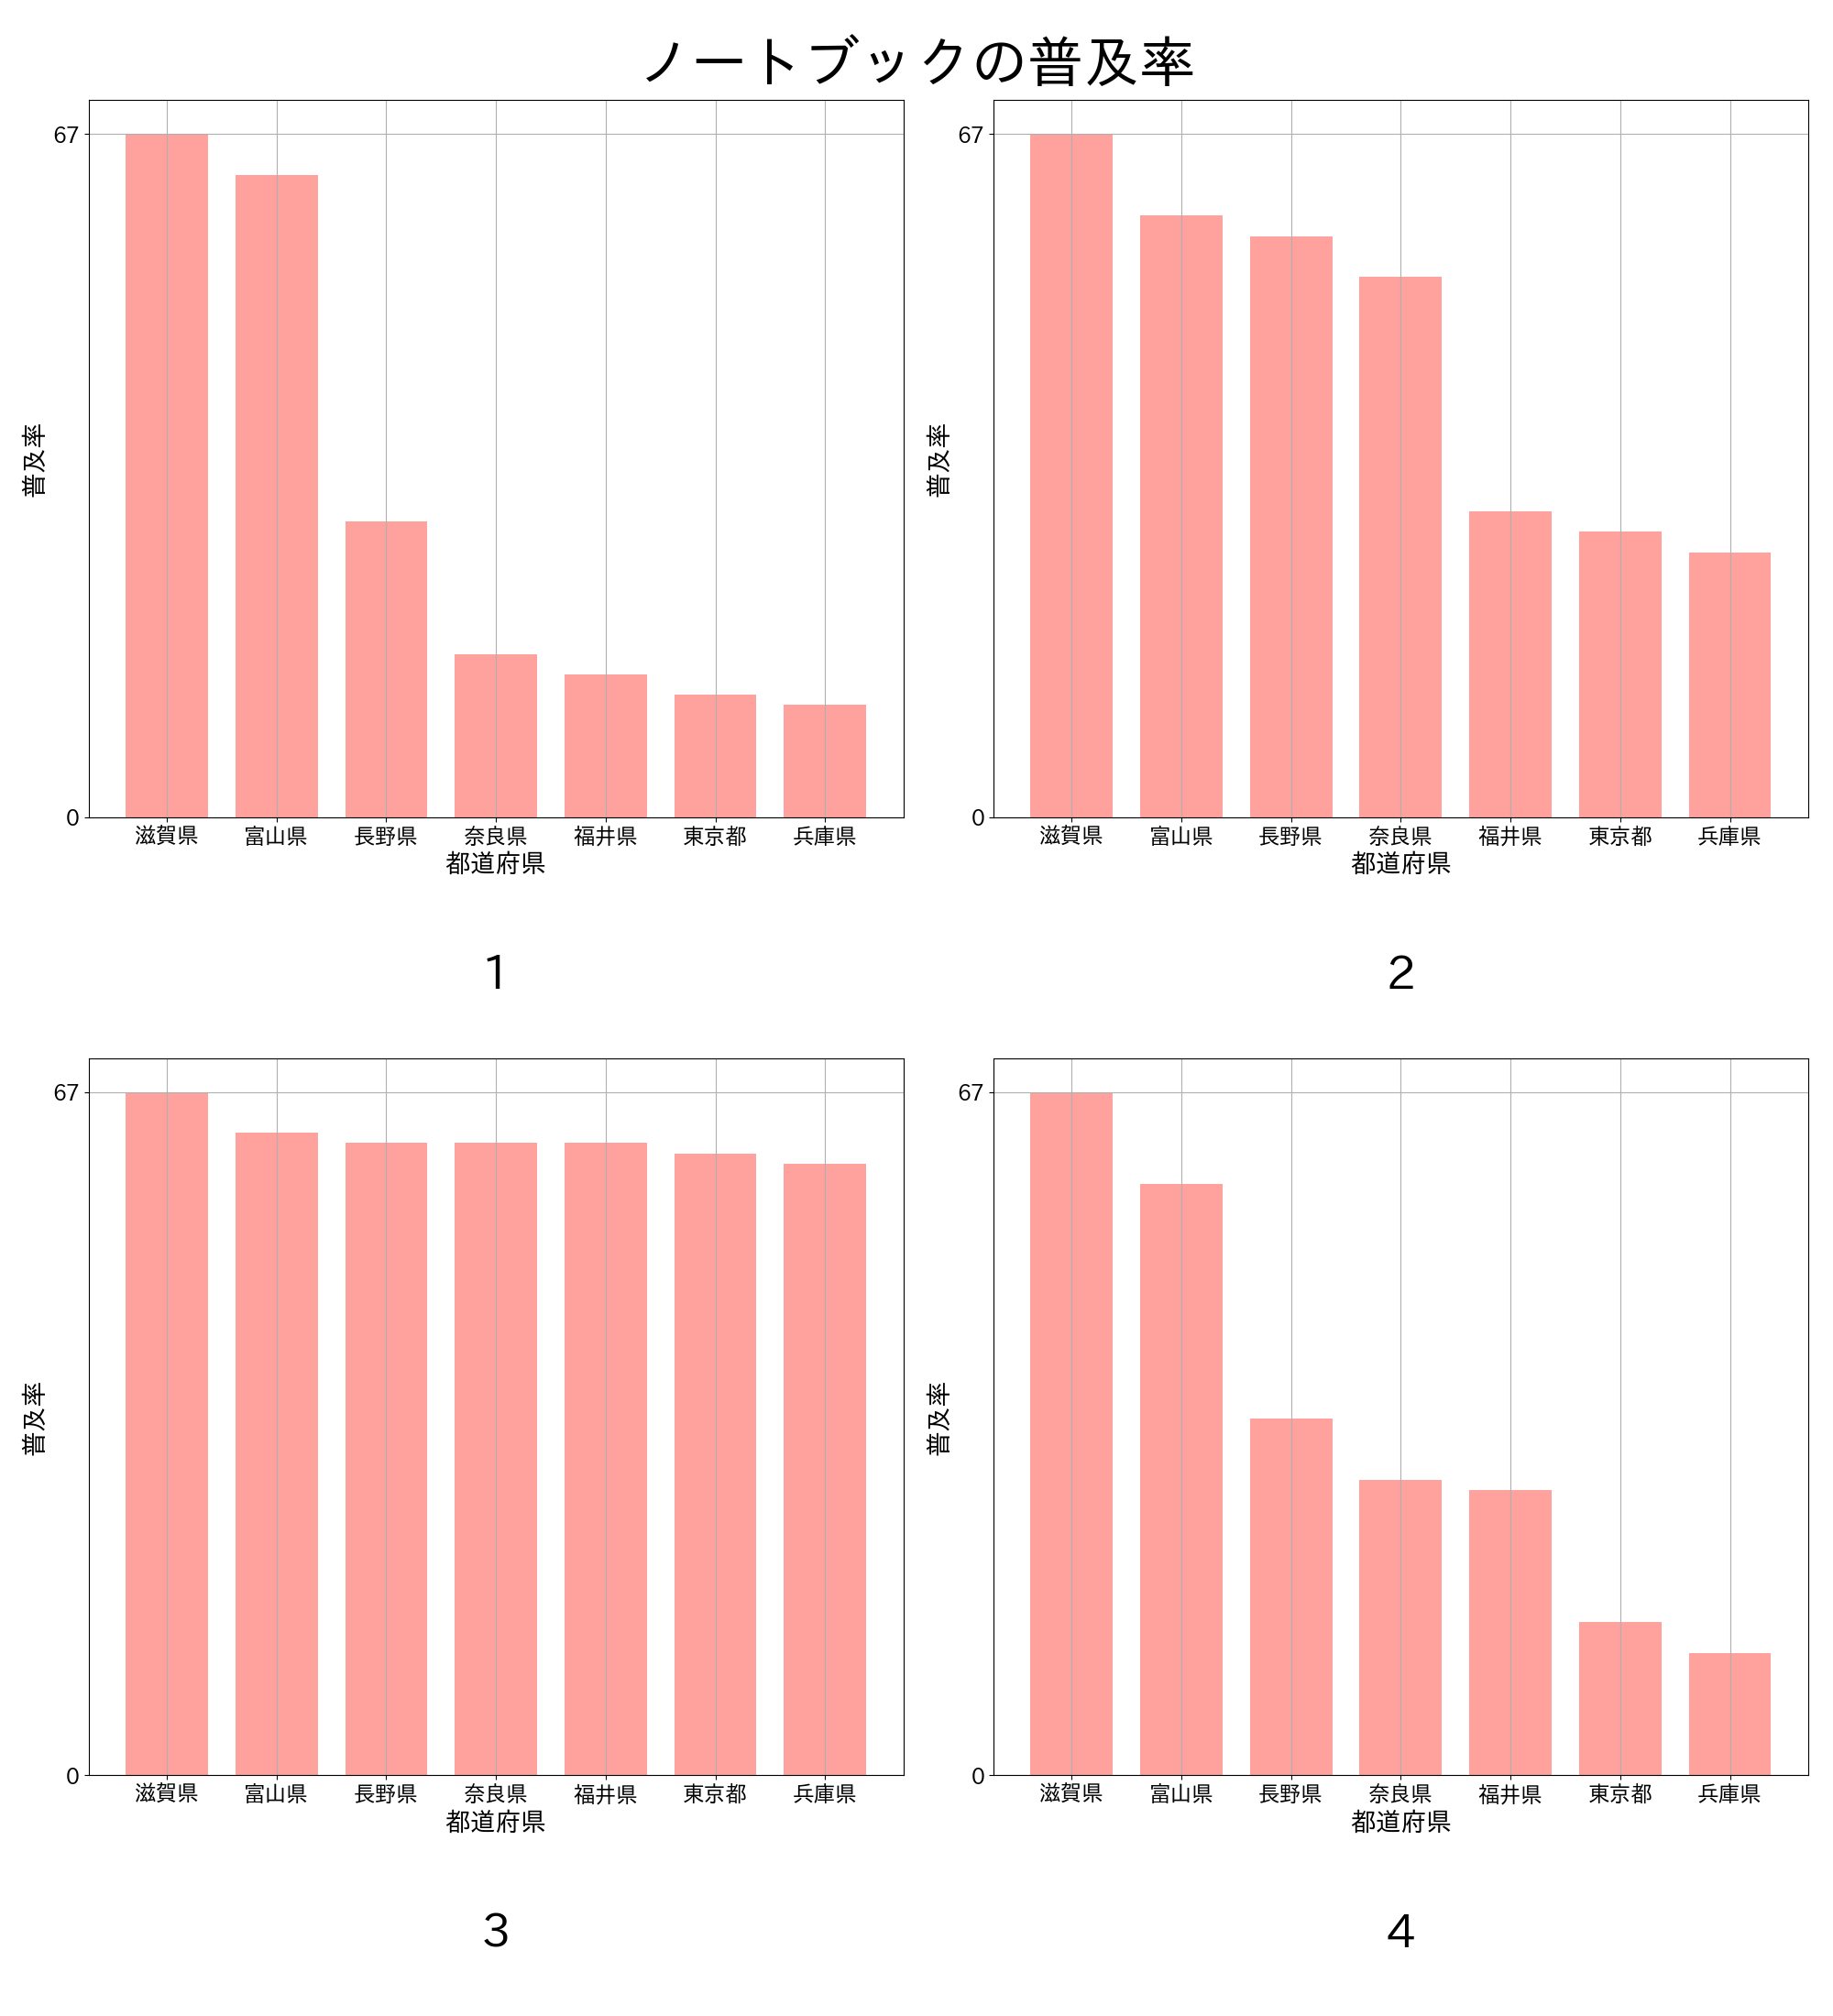 ノートブックの普及率
67
普及率
0
滋賀県 富山県 長野県 奈良県 福井県 東京都 兵庫県
都道府県
1
67
普及率
0
滋賀県 富山県 長野県 奈良県 福井県 東京都 兵庫県
都道府県
2
67
普及率
0
滋賀県 富山県 長野県 奈良県 福井県 東京都 兵庫県
都道府県
3
67
普及率
0
滋賀県 富山県 長野県 奈良県 福井県 東京都 兵庫県
都道府県
4